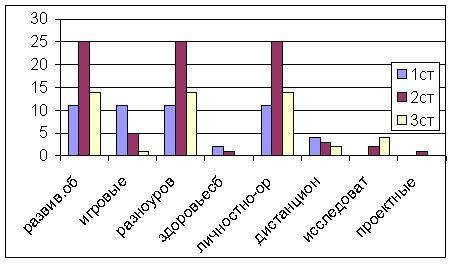 30
25
20
15
10
5
0
1ст
2ст
3ст
развив.об
игровые
разноуров
здоровьесб
личностно-ор
дистанцион
исследоват
проектные